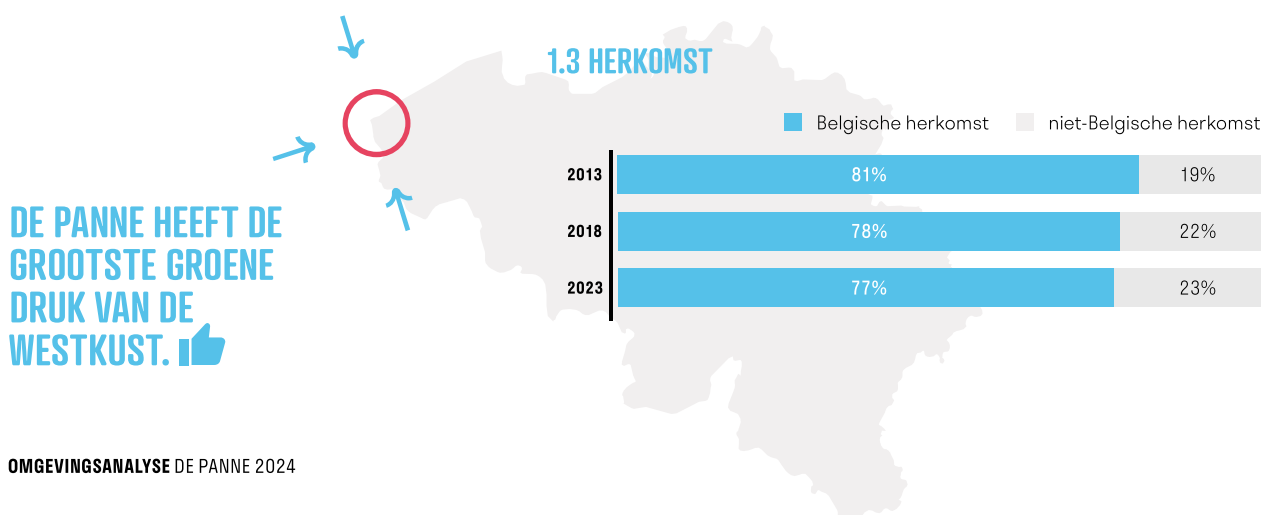 1.3 HERKOMST
Belgische herkomst niet-Belgische herkomst
2013 81% 19%
2018 78% 22%
2023 77% 23%
DE PANNE HEEFT DE
GROOTSTE GROENE
DRUK VAN DE
WESTKUST.
OMGEVINGSANALYSE DE PANNE 2024